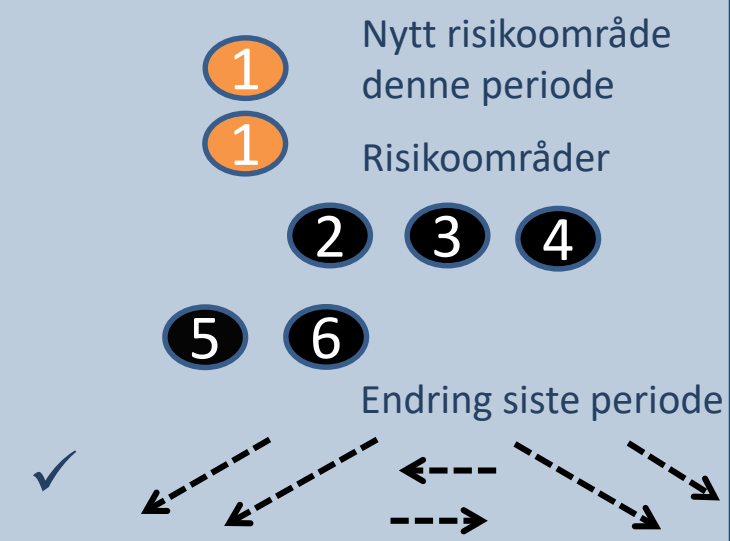 1 Nytt risikoområde
denne periode
1 Risikoområder
2 3 4
5 6
Endring siste periode
✓